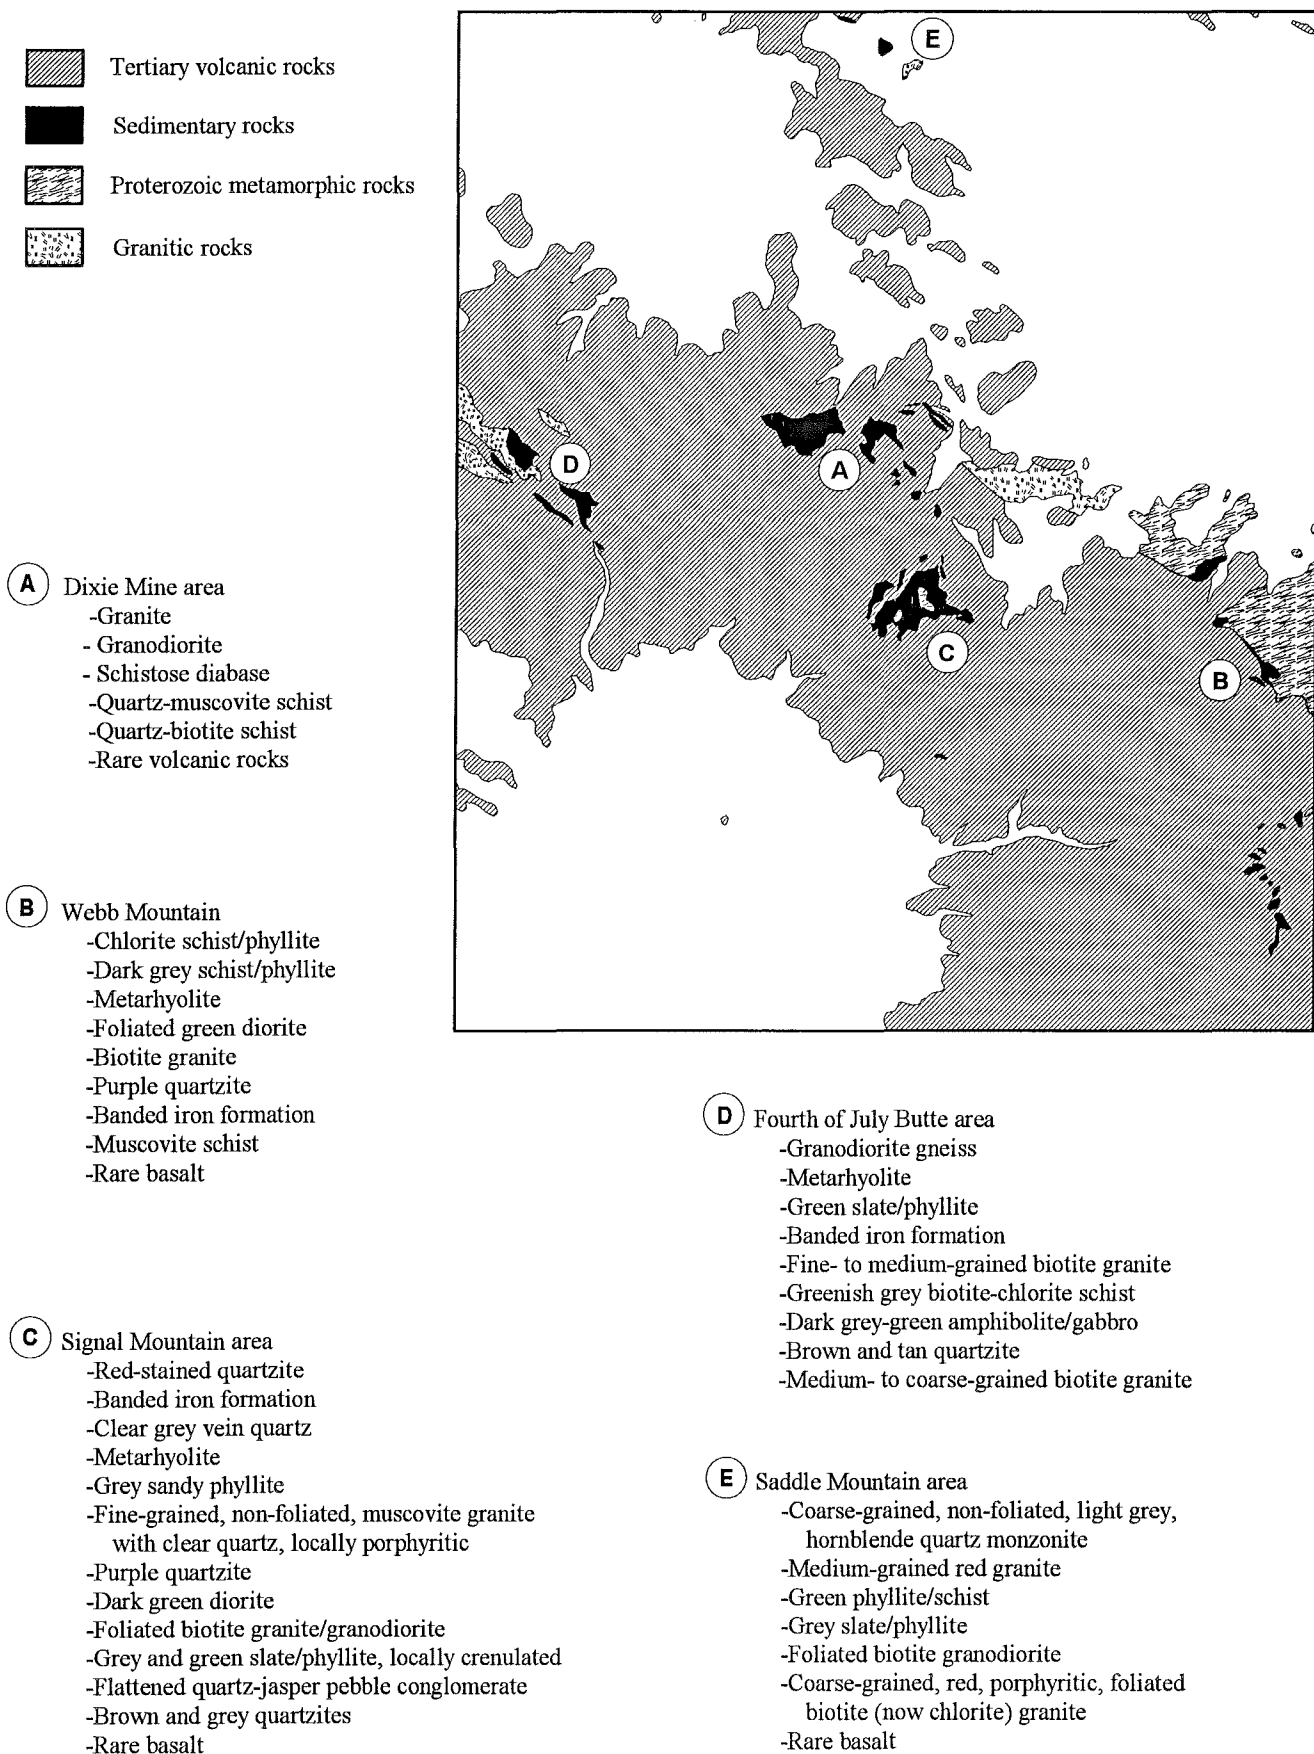 Tertiary volcanic rocks
Sedimentary rocks
Proterozoic metamorphic rocks
Granitic rocks
E
D
A
C
B
A Dixie Mine area
-Granite
- Granodiorite
- Schistose diabase
-Quartz-muscovite schist
-Quartz-biotite schist
-Rare volcanic rocks
B Webb Mountain
-Chlorite schist/phyllite
-Dark grey schist/phyllite
-Metarhyolite
-Foliated green diorite
-Biotite granite
-Purple quartzite
-Banded iron formation
-Muscovite schist
-Rare basalt
C Signal Mountain area
-Red-stained quartzite
-Banded iron formation
-Clear grey vein quartz
-Metarhyolite
-Grey sandy phyllite
-Fine-grained, non-foliated, muscovite granite
with clear quartz, locally porphyritic
-Purple quartzite
-Dark green diorite
-Foliated biotite granite/granodiorite
-Grey and green slate/phyllite, locally crenulated
-Flattened quartz-jasper pebble conglomerate
-Brown and grey quartzites
-Rare basalt
D Fourth of July Butte area
-Granodiorite gneiss
-Metarhyolite
-Green slate/phyllite
-Banded iron formation
-Fine- to medium-grained biotite granite
-Greenish grey biotite-chlorite schist
-Dark grey-green amphibolite/gabbro
-Brown and tan quartzite
-Medium- to coarse-grained biotite granite
E Saddle Mountain area
-Coarse-grained, non-foliated, light grey,
hornblende quartz monzonite
-Medium-grained red granite
-Green phyllite/schist
-Grey slate/phyllite
-Foliated biotite granodiorite
-Coarse-grained, red, porphyritic, foliated
biotite (now chlorite) granite
-Rare basalt